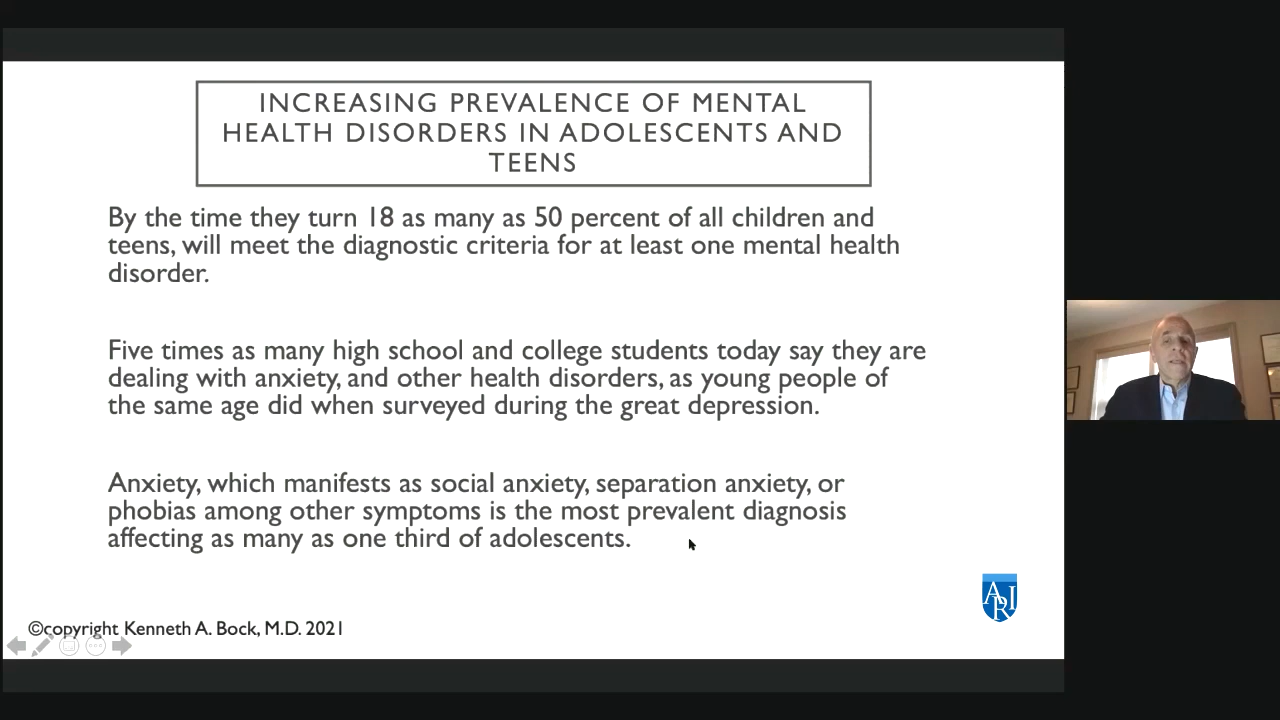 INCREASING PREVALENCE OF MENTAL
HEALTH DISORDERS IN ADOLESCENTS AND
TEENS
By the time they turn 18 as many as 50 percent of all children and
teens, will meet the diagnostic criteria for at least one mental health
disorder.
Five times as many high school and college students today say they are
dealing with anxiety, and other health disorders, as young people of
the same age did when surveyed during the great depression.
Anxiety, which manifests as social anxiety, separation anxiety, or
phobias among other symptoms is the most prevalent diagnosis
affecting as many as one third of adolescents.
ARI
©copyright Kenneth A. Bock, M.D. 2021